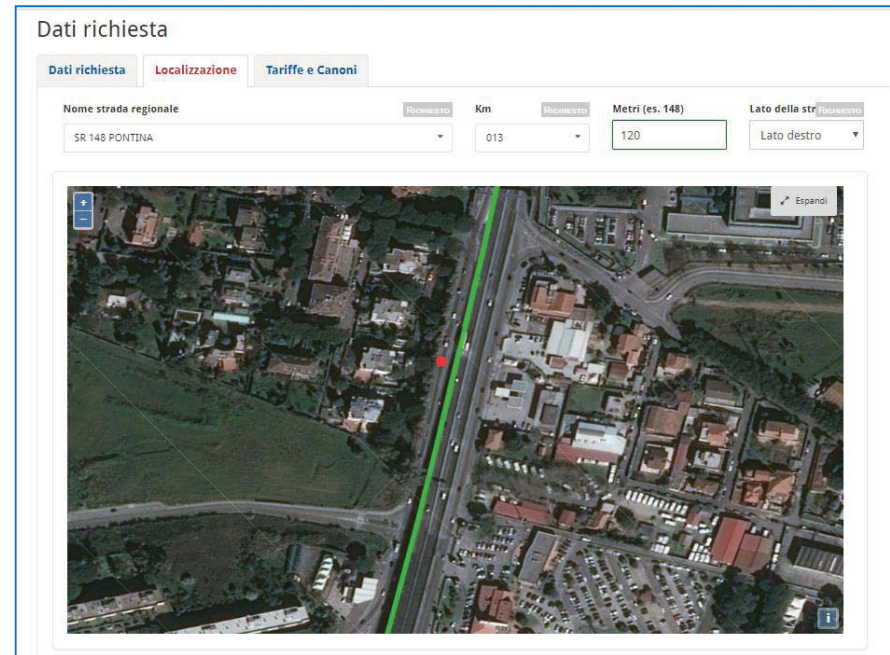 Dati richiesta
Dati richiesta Localizzazione Tariffe e Canoni
Nome strada regionale RICHIESTO Km RICHIESTO Metri (es. 148) Lato della str RICHIESTO
SR 148 PONTINA 013 120 Lato destro
+ Espandi
–
i